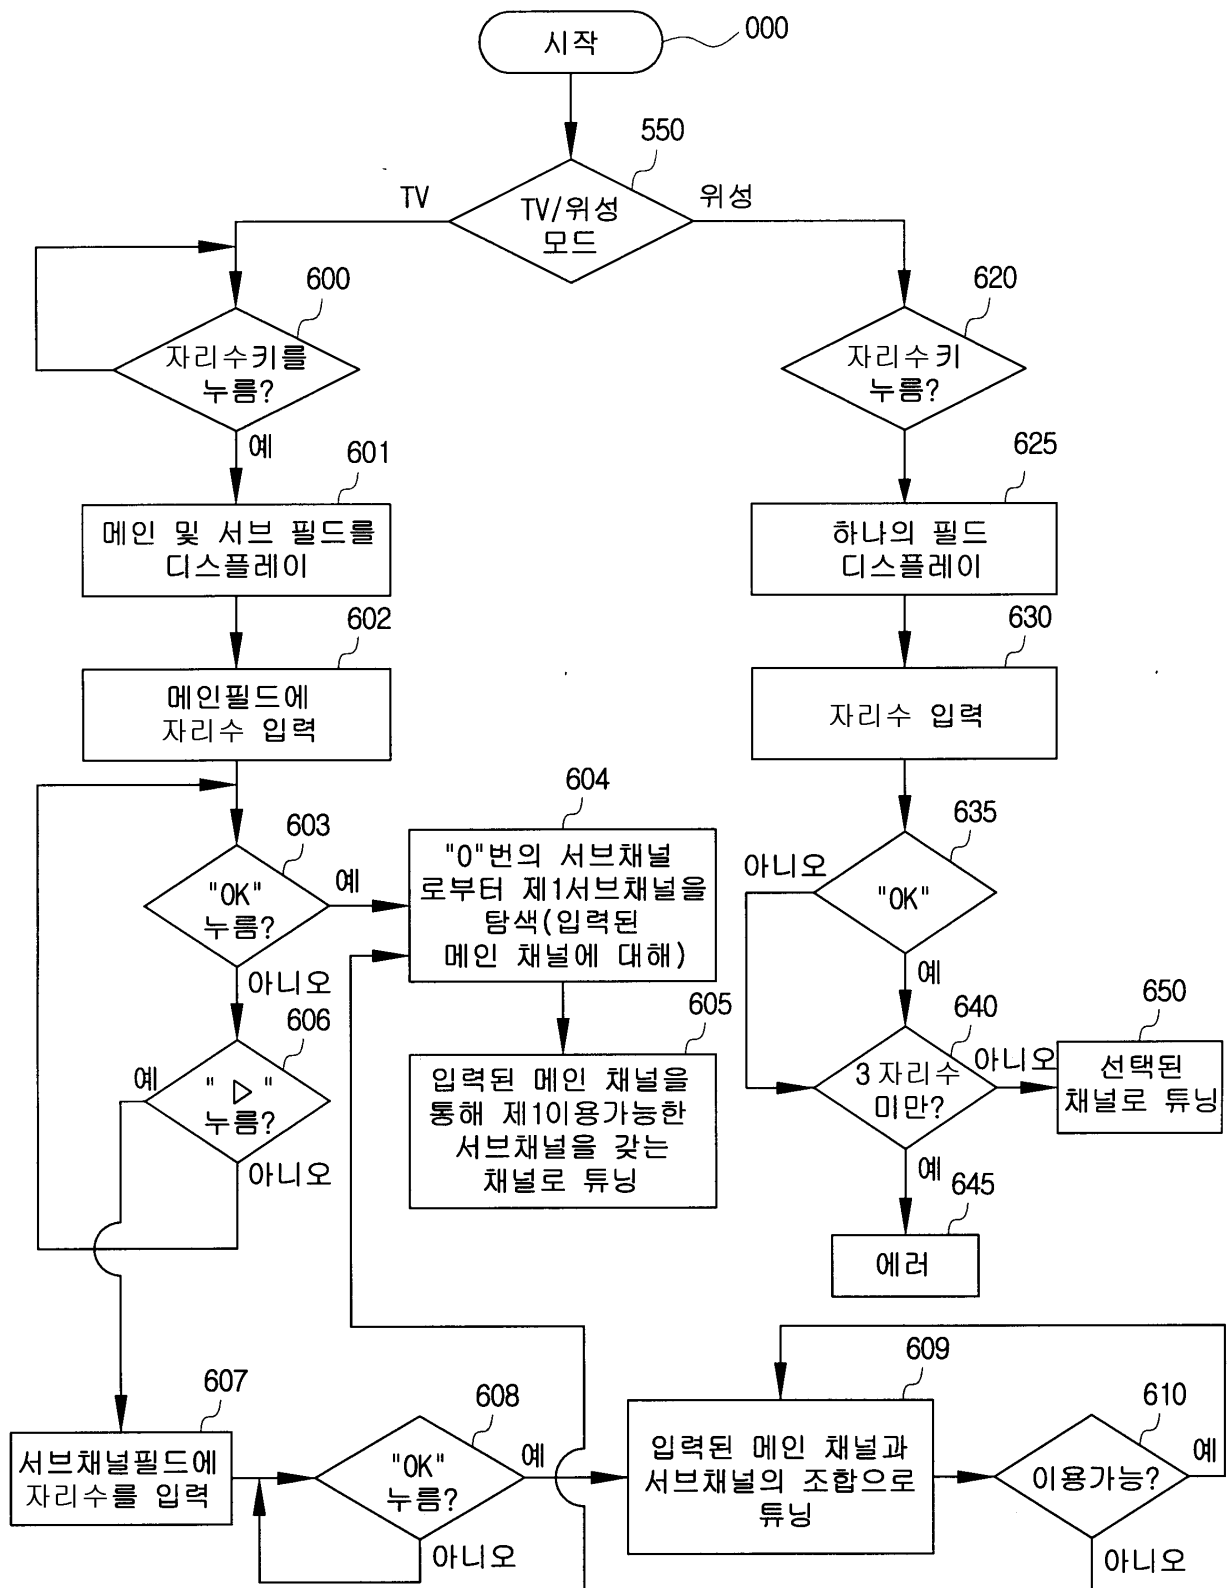 시작
000
550
TV
TV/위성
모드
위성
600
자리수키를
누름?
예
620
자리수키
누름?
601
메인 및 서브 필드를
디스플레이
625
하나의 필드
디스플레이
602
메인필드에
자리수 입력
630
자리수 입력
603
"OK"
누름?
예
아니오
604
"0"번의 서브채널
로부터 제1서브채널을
탐색(입력된
메인 채널에 대해)
635
아니오
"OK"
예
606
예
" ▷ "
누름?
아니오
605
입력된 메인 채널을
통해 제1이용가능한
서브채널을 갖는
채널로 튜닝
640
3 자리수
미만?
아니오
예
650
선택된
채널로 튜닝
645
에러
607
서브채널필드에
자리수를 입력
608
"OK"
누름?
예
아니오
609
입력된 메인 채널과
서브채널의 조합으로
튜닝
610
이용가능?
예
아니오